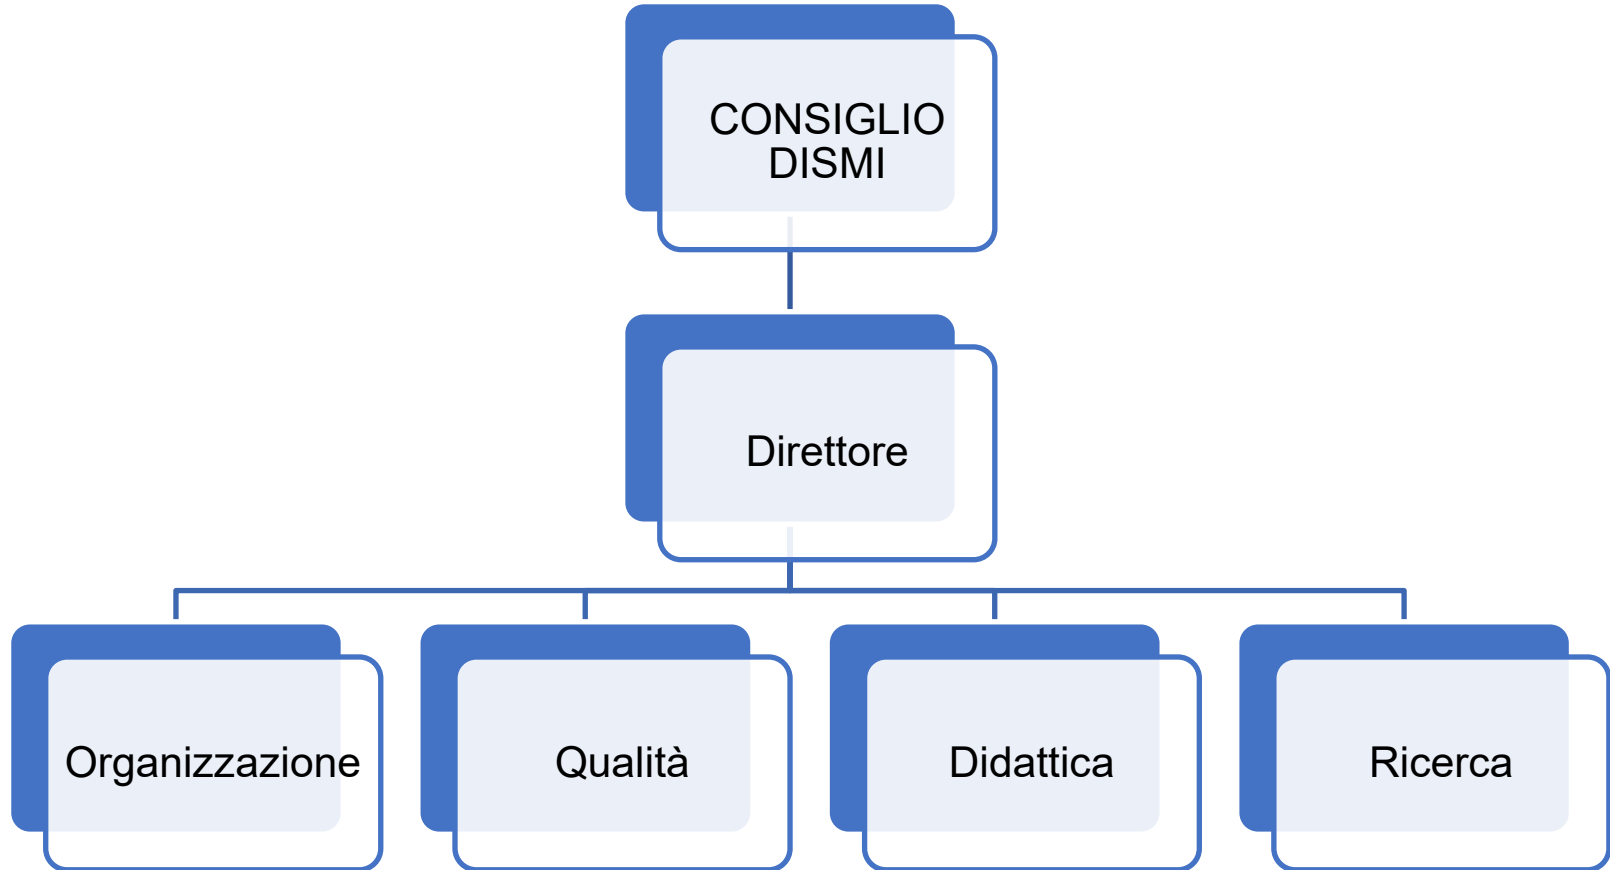 CONSIGLIO
DISMI
Direttore
Organizzazione
Qualità
Didattica
Ricerca